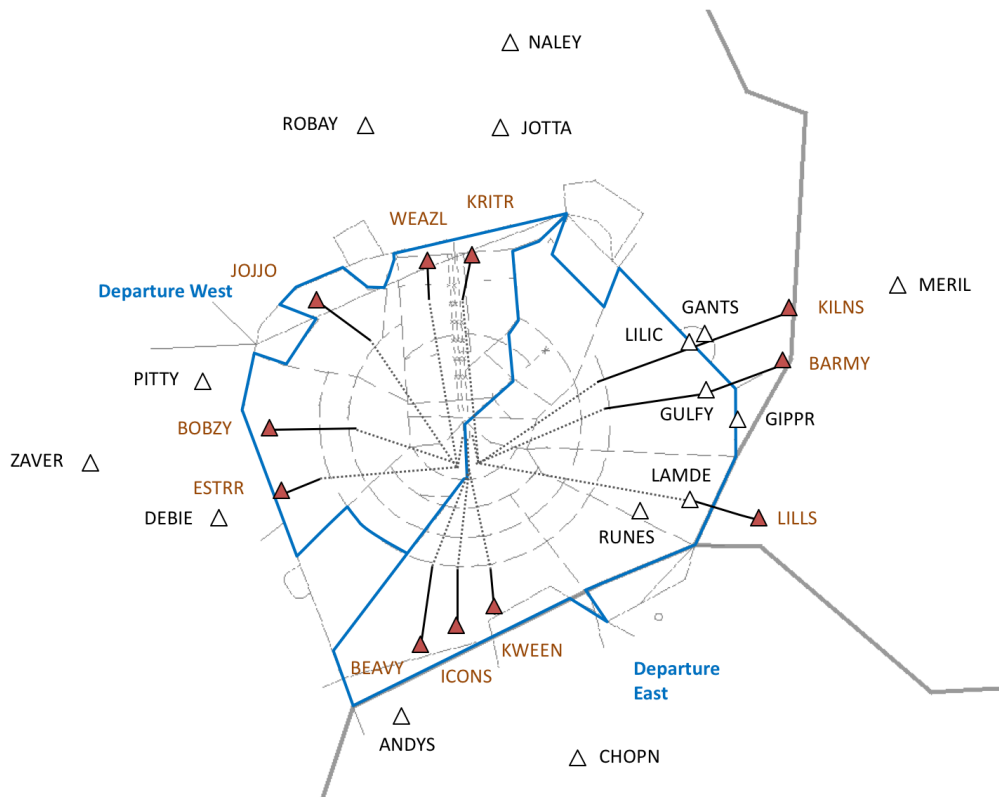 NALEY
ROBAY
JOTTA
KRITR
WEAZL
JOJJO
Departure West
MERIL
GANTS
KILNS
LILIC
BARMY
PITTY
GULFY
GIPPR
BOBZY
ZAVER
LAMDE
ESTRR
DEBIE
LILLS
RUNES
KWEEN
BEAVY
ICONS
Departure
East
ANDYS
CHOPN